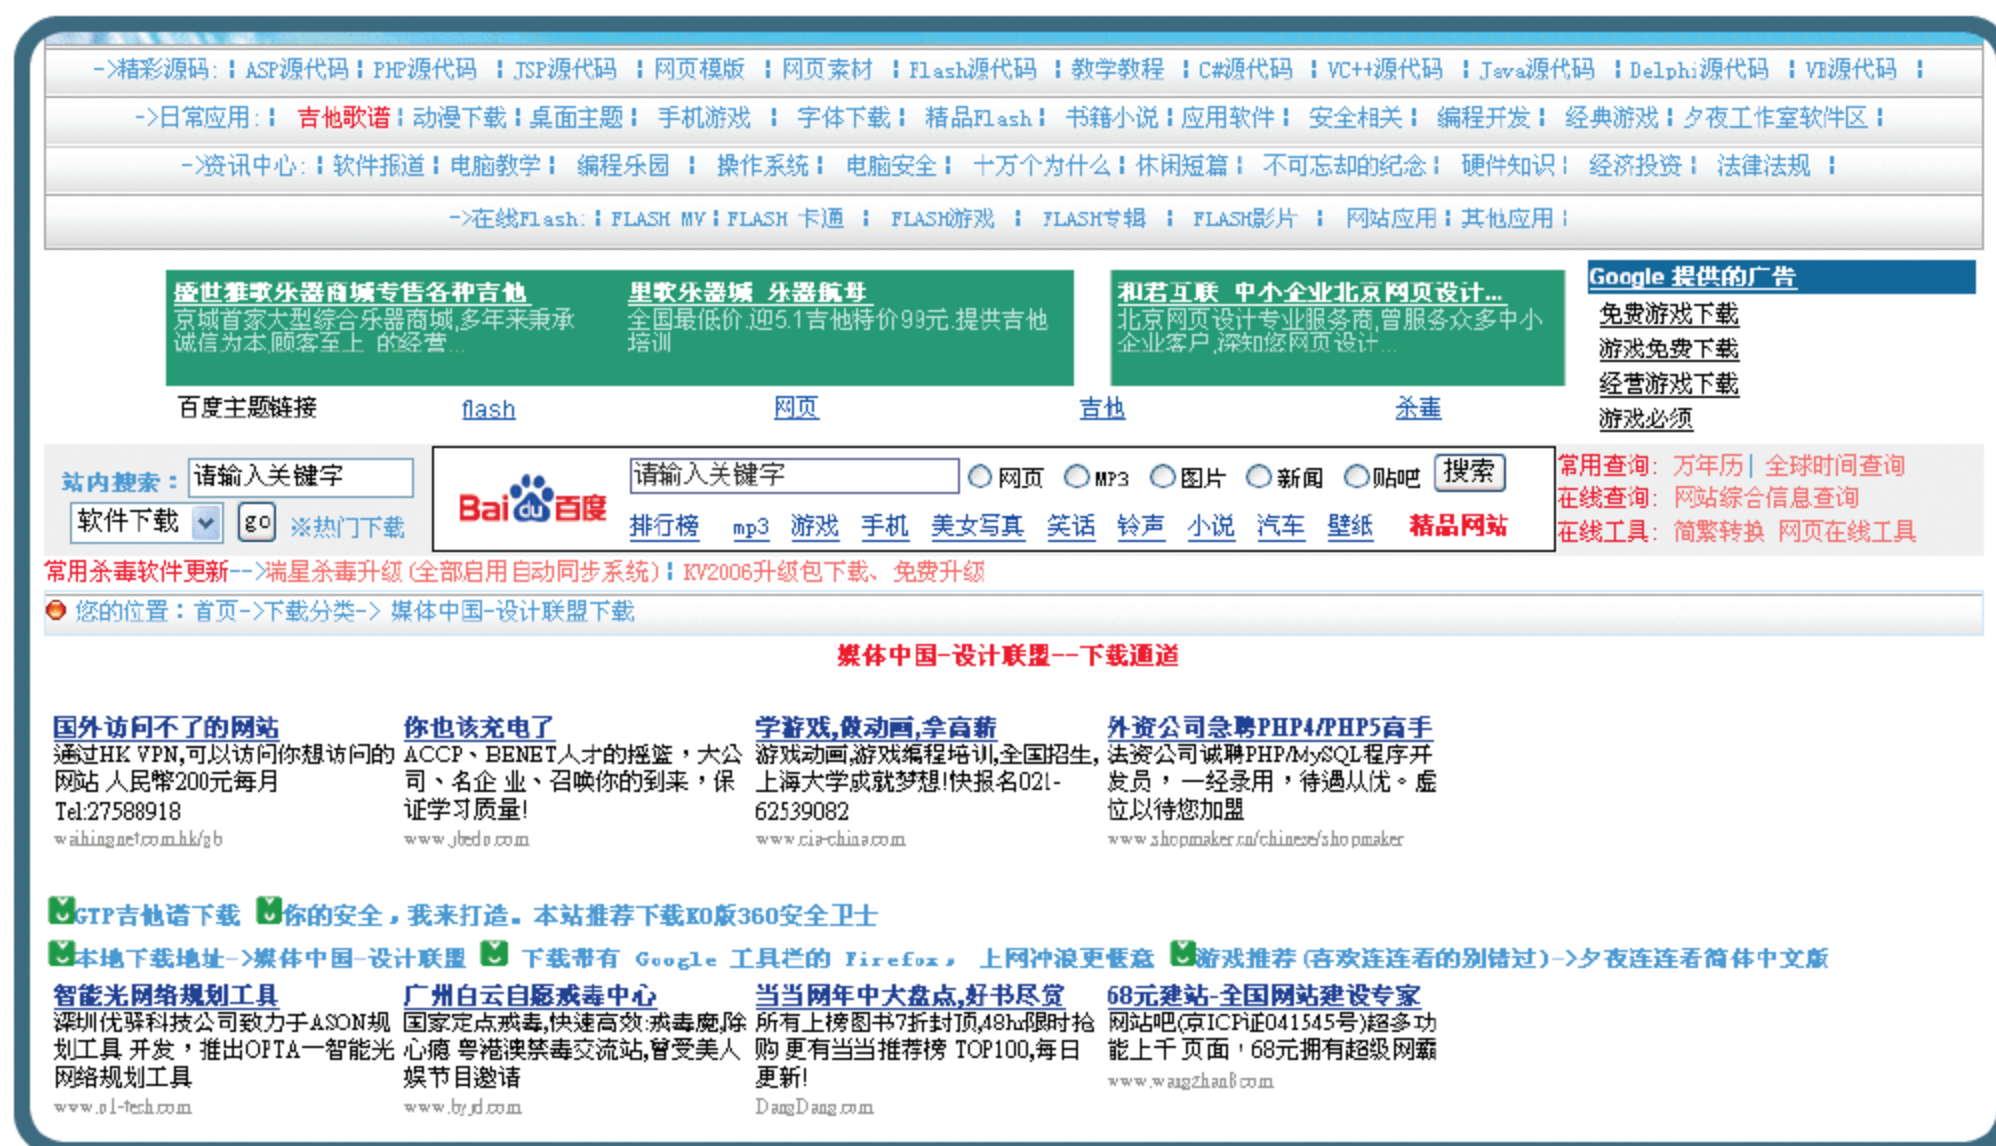 ->精彩源码:¦ASP源代码¦PHP源代码 ¦JSP源代码 ¦网页模版 ¦网页素材 ¦Flash源代码 ¦教学教程 ¦C#源代码 ¦VC++源代码 ¦Java源代码 ¦Delphi源代码 ¦VB源代码 ¦
->日常应用:¦ 吉他歌谱¦动漫下载¦桌面主题¦ 手机游戏 ¦ 字体下载¦ 精品Flash¦ 书籍小说¦应用软件¦ 安全相关¦ 编程开发¦ 经典游戏¦夕夜工作室软件区¦
->资讯中心:¦软件报道¦电脑教学¦ 编程乐园 ¦ 操作系统¦ 电脑安全¦ 十万个为什么¦休闲短篇¦ 不可忘却的纪念¦ 硬件知识¦ 经济投资¦ 法律法规 ¦
->在线Flash:¦FLASH MV¦FLASH 卡通 ¦ FLASH游戏 ¦ FLASH专辑 ¦ FLASH影片 ¦ 网站应用¦其他应用¦
盛世雅歌乐器商城专售各种吉他
京城首家大型综合乐器商城,多年来秉承
诚信为本,顾客至上 的经营...
里歌乐器城 乐器航母
全国最低价.迎5.1吉他特价99元.提供吉他
培训
和君互联 中小企业北京网页设计...
北京网页设计专业服务商,曾服务众多中小
企业客户,深知您网页设计...
Google 提供的广告
免费游戏下载
游戏免费下载
经营游戏下载
游戏必须
百度主题链接 flash 网页 吉他 杀毒
站内搜索: 请输入关键字
软件下载 go ※热门下载
Bai du 百度 请输入关键字 网页 MP3 图片 新闻 贴吧 搜索
排行榜 mp3 游戏 手机 美女写真 笑话 铃声 小说 汽车 壁纸 精品网站
常用查询: 万年历| 全球时间查询
在线查询: 网站综合信息查询
在线工具: 简繁转换 网页在线工具
常用杀毒软件更新-->瑞星杀毒升级(全部启用自动同步系统)¦KV2006升级包下载、免费升级
您的位置:首页->下载分类-> 媒体中国-设计联盟下载
媒体中国-设计联盟--下载通道
国外访问不了的网站
通过HK VPN,可以访问你想访问的
网站 人民幣200元每月
Tel:27588918
waihingnet.com.hk/gb
你也该充电了
ACCP、BENET人才的摇篮，大公
司、名企 业、召唤你的到来，保
证学习质量!
www.jbedu.com
学游戏,做动画,拿高薪
游戏动画,游戏编程培训,全国招生,
上海大学成就梦想!快报名021-
62539082
www.cia-china.com
外资公司急聘PHP4/PHP5高手
法资公司诚聘PHP/MySQL程序开
发员，一经录用，待遇从优。虚
位以待您加盟
www.shopmaker.cn/chinese/shopmaker
GTP吉他谱下载 你的安全,我来打造。本站推荐下载KO版360安全卫士
本地下载地址->媒体中国-设计联盟 下载带有 Google 工具栏的 Firefox, 上网冲浪更惬意 游戏推荐(喜欢连连看的别错过)->夕夜连连看简体中文版
智能光网络规划工具
深圳优驿科技公司致力于ASON规
划工具 开发，推出OPTA一智能光
网络规划工具
www.o1-tech.com
广州白云自愿戒毒中心
国家定点戒毒,快速高效:戒毒魔,除
心瘾 粤港澳禁毒交流站,曾受美人
娱节目邀请
www.byjd.com
当当网年中大盘点,好书尽赏
所有上榜图书7折封顶,48hr限时抢
购 更有当当推荐榜 TOP100,每日
更新!
DangDang.com
68元建站-全国网站建设专家
网站吧(京ICP证041545号)超多功
能上千 页面，68元拥有超级网霸
www.wangzhan8.com